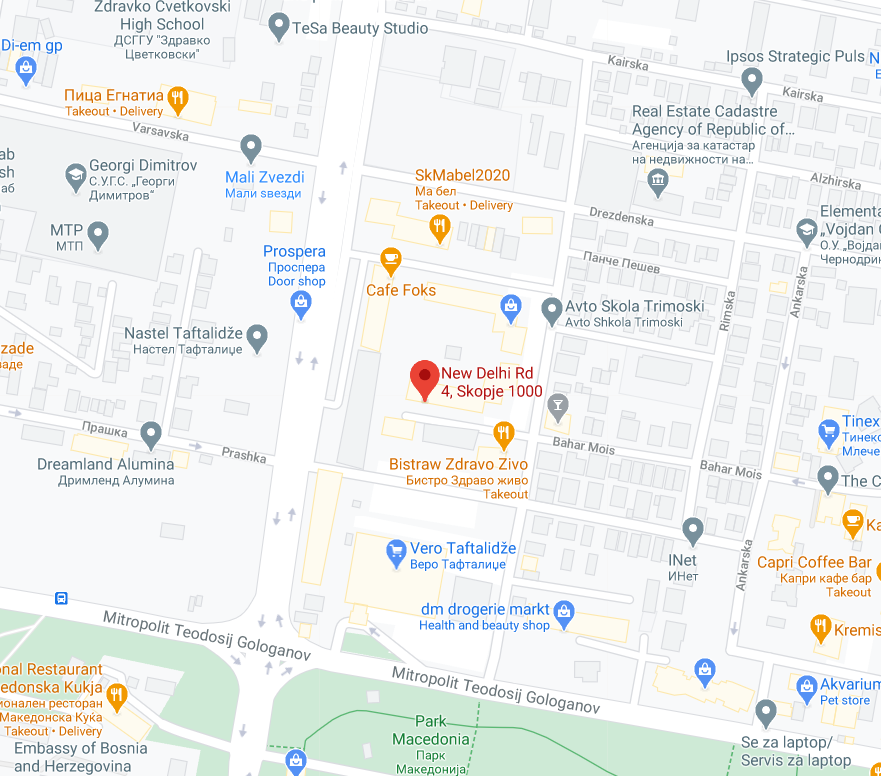 Zdravko Cvetkovski
High School
ДСГГУ "Здравко
Цветковски"
TeSa Beauty Studio
Di-em gp
Пица Егнатиа
Takeout • Delivery
Varsavska
Kairska
Ipsos Strategic Puls
N
Kairska
Real Estate Cadastre
Agency of Republic of...
Агенција за катастар
на недвижности на...
ab
sh
аб
Georgi Dimitrov
С.У.Г.С. „Георги
Димитров“
Mali Zvezdi
Мали ѕвезди
SkMabel2020
Ма бел
Takeout • Delivery
Alzhirska
Drezdenska
Elementa
„Vojdan C
О.У. „Војда
Чернодрин
МТР
МТП
Prospera
Проспера
Door shop
Панче Пешев
Cafe Foks
Rimska
Ankarska
Avto Skola Trimoski
Avto Shkola Trimoski
Nastel Taftalidže
Настел Тафталиџе
zade
аде
New Delhi Rd
4, Skopje 1000
Прашка
Prashka
Bahar Mois
Bahar Mois
Tinex
Тинекс
Млече
Dreamland Alumina
Дримленд Алумина
Bistraw Zdravo Zivo
Бистро Здраво живо
Takeout
The C
Ka
Vero Taftalidže
Веро Тафталиџе
INet
ИНет
Ankarska
Capri Coffee Bar
Капри кафе бар
Takeout
dm drogerie markt
Health and beauty shop
Kremis
Mitropolit Teodosij Gologanov
Mitropolit Teodosij Gologanov
onal Restaurant
edonska Kukja
ионален ресторан
Македонска Куќа
Takeout • Delivery
Akvarium
Pet store
Park
Macedonia
Парк
Македонија
Embassy of Bosnia
and Herzegovina
Se za laptop/
Servis za laptop